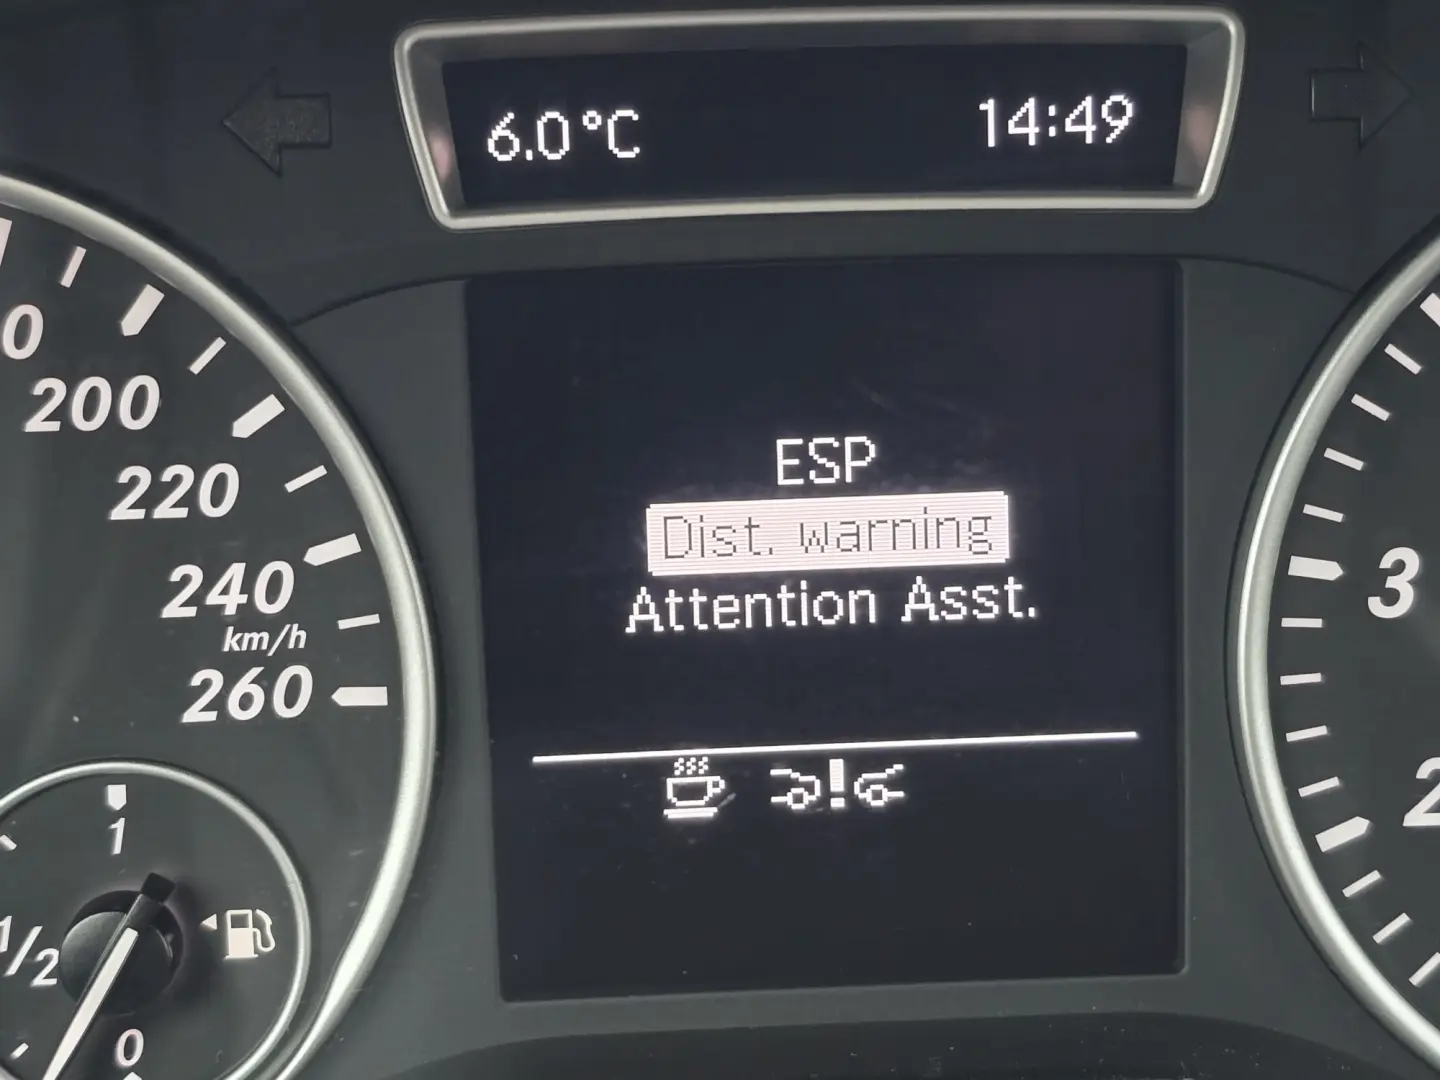 6.0°C
14:49
ESP
Dist. warning
Attention Asst.
200
220
240
km/h
260
1
1/2
0
3
2